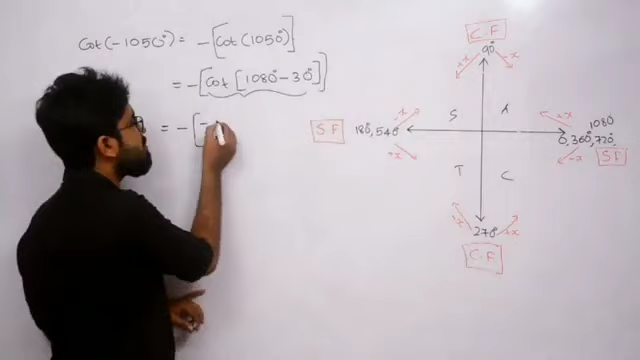 Cot(-1050°) = -[Cot(1050°)]
= -[Cot[1080°-30°]]
= -[-
C.F
90°
+x -x
S A
-x +x
S F 180°, 540° 1080°
0, 360°, 720°
+x -x S F
T C
-x +x
270°
C.F